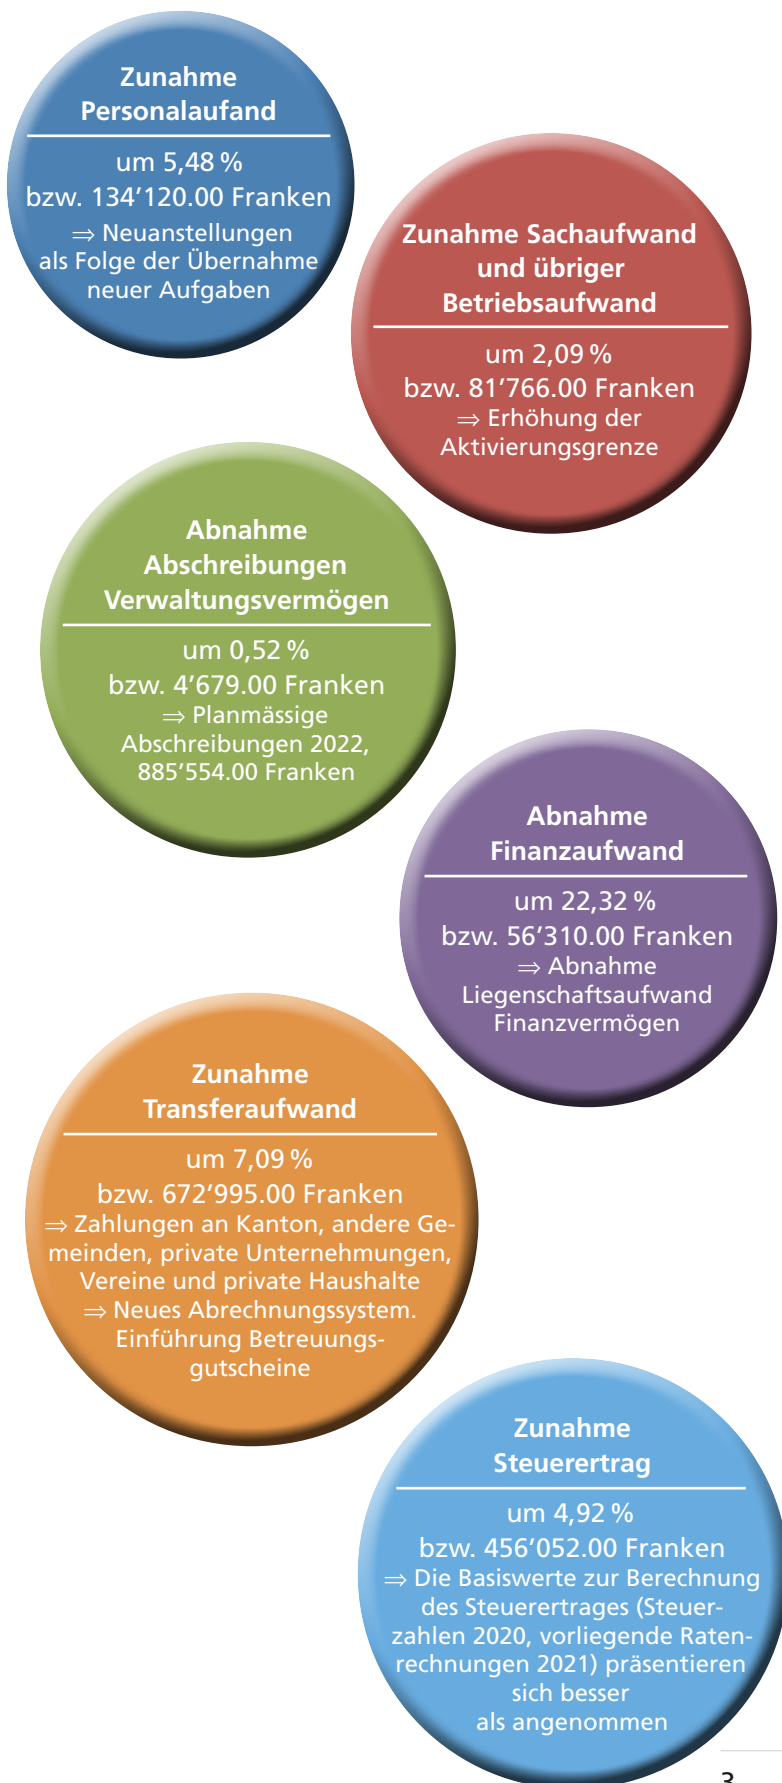 Zunahme
Personalaufand
um 5,48 %
bzw. 134’120.00 Franken
⇒ Neuanstellungen
als Folge der Übernahme
neuer Aufgaben
Zunahme Sachaufwand
und übriger
Betriebsaufwand
um 2,09 %
bzw. 81’766.00 Franken
⇒ Erhöhung der
Aktivierungsgrenze
Abnahme
Abschreibungen
Verwaltungsvermögen
um 0,52 %
bzw. 4’679.00 Franken
⇒ Planmässige
Abschreibungen 2022,
885’554.00 Franken
Abnahme
Finanzaufwand
um 22,32 %
bzw. 56’310.00 Franken
⇒ Abnahme
Liegenschaftsaufwand
Finanzvermögen
Zunahme
Transferaufwand
um 7,09 %
bzw. 672’995.00 Franken
⇒ Zahlungen an Kanton, andere Ge-
meinden, private Unternehmungen,
Vereine und private Haushalte
⇒ Neues Abrechnungssystem.
Einführung Betreuungs-
gutscheine
Zunahme
Steuerertrag
um 4,92 %
bzw. 456’052.00 Franken
⇒ Die Basiswerte zur Berechnung
des Steuerertrages (Steuer-
zahlen 2020, vorliegende Raten-
rechnungen 2021) präsentieren
sich besser
als angenommen
3